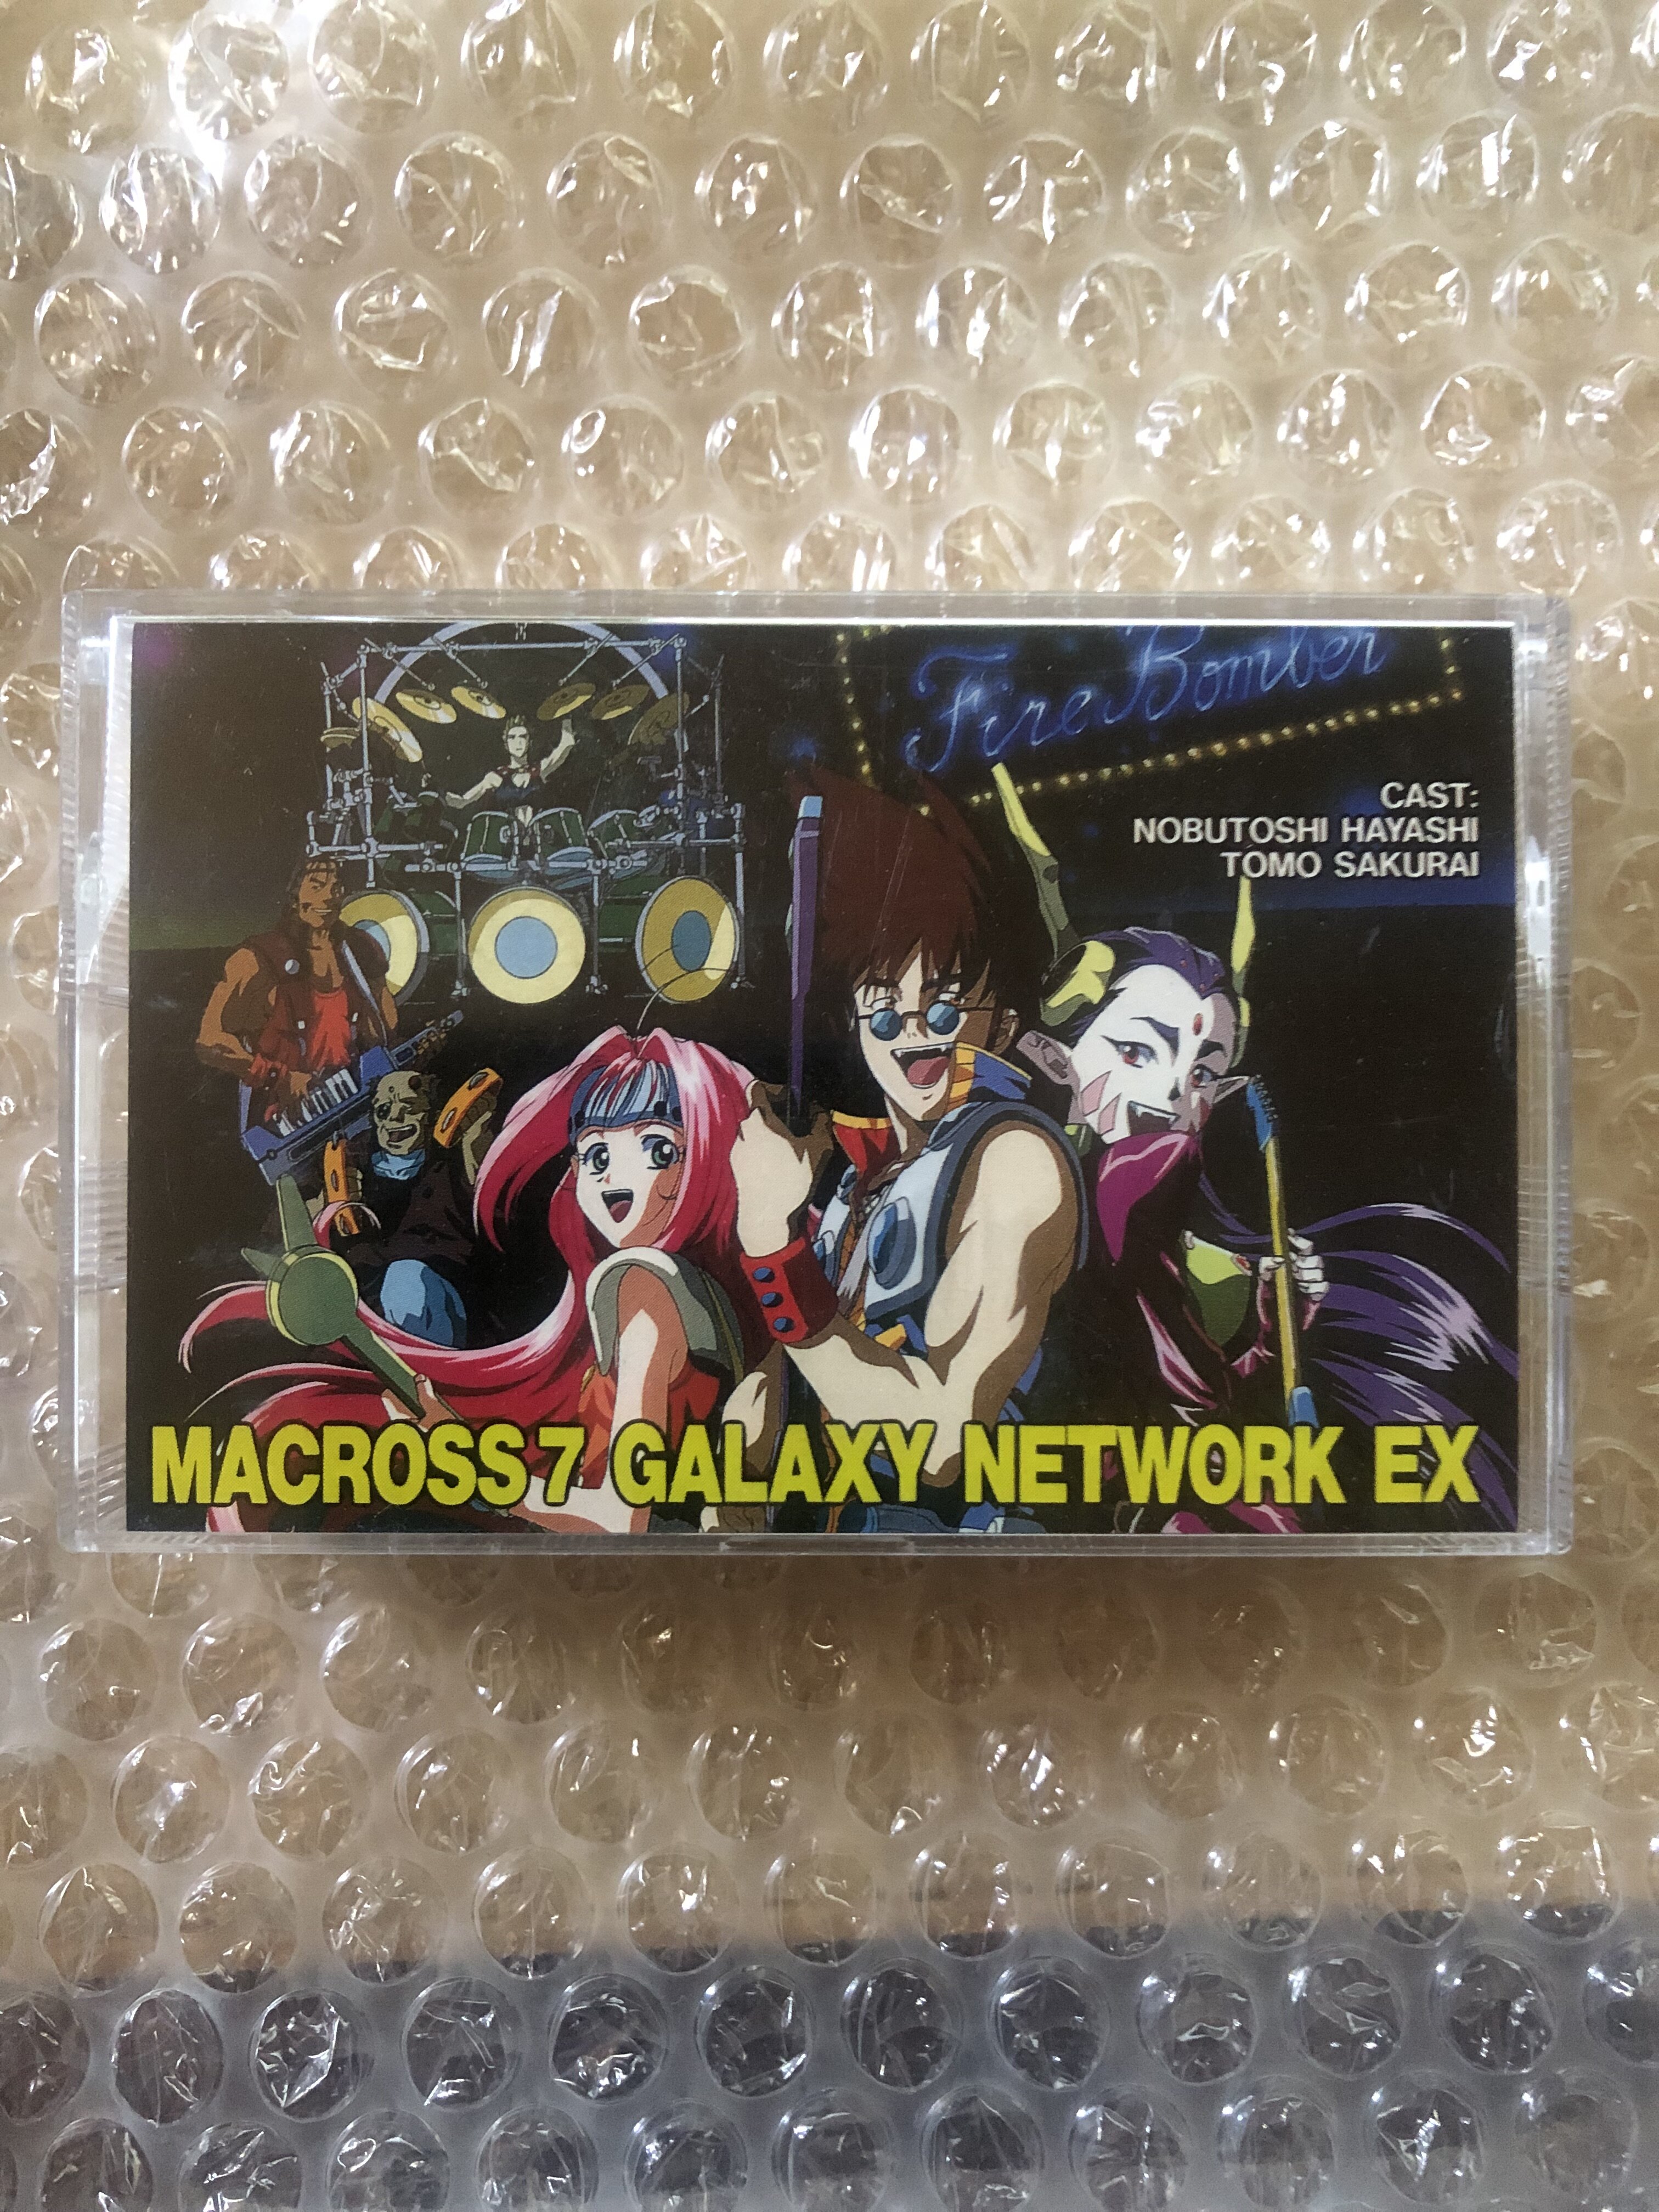 Fire Bomber
CAST:
NOBUTOSHI HAYASHI
TOMO SAKURAI
MACROSS 7 GALAXY NETWORK EX